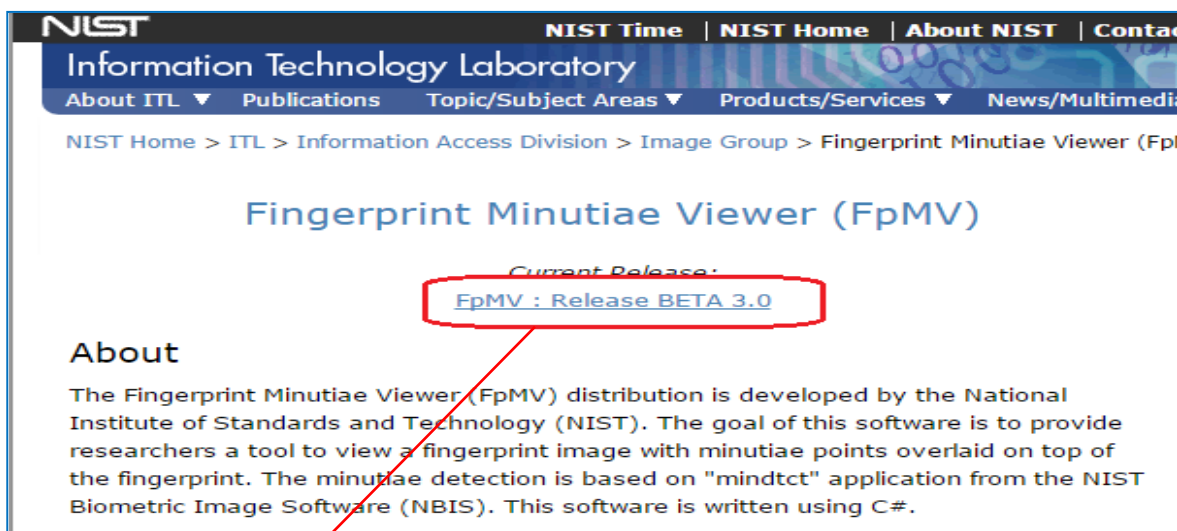 NIST
NIST Time | NIST Home | About NIST | Contac
Information Technology Laboratory
About ITL ▼ Publications Topic/Subject Areas ▼ Products/Services ▼ News/Multimedia
NIST Home > ITL > Information Access Division > Image Group > Fingerprint Minutiae Viewer (Fp
Fingerprint Minutiae Viewer (FpMV)
Current Release:
FpMV : Release BETA 3.0
About
The Fingerprint Minutiae Viewer (FpMV) distribution is developed by the National
Institute of Standards and Technology (NIST). The goal of this software is to provide
researchers a tool to view a fingerprint image with minutiae points overlaid on top of
the fingerprint. The minutiae detection is based on "mindtct" application from the NIST
Biometric Image Software (NBIS). This software is written using C#.